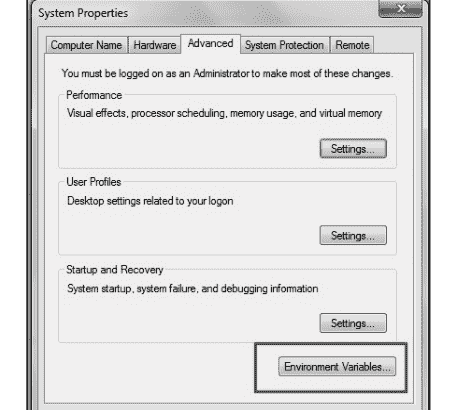 System Properties
Computer Name Hardware Advanced System Protection Remote
You must be logged on as an Administrator to make most of these changes.
Performance
Visual effects, processor scheduling, memory usage, and virtual memory
Settings...
User Profiles
Desktop settings related to your logon
Settings...
Startup and Recovery
System startup, system failure, and debugging information
Settings...
Environment Variables...